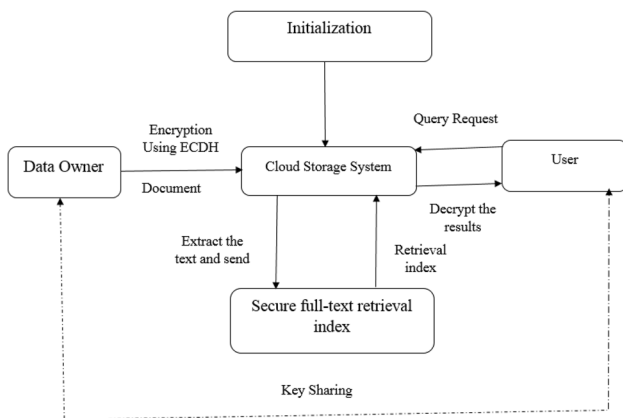 Initialization
Encryption
Using ECDH
Query Request
Data Owner
Cloud Storage System
User
Document
Decrypt the
results
Extract the
text and send
Retrieval
index
Secure full-text retrieval
index
Key Sharing